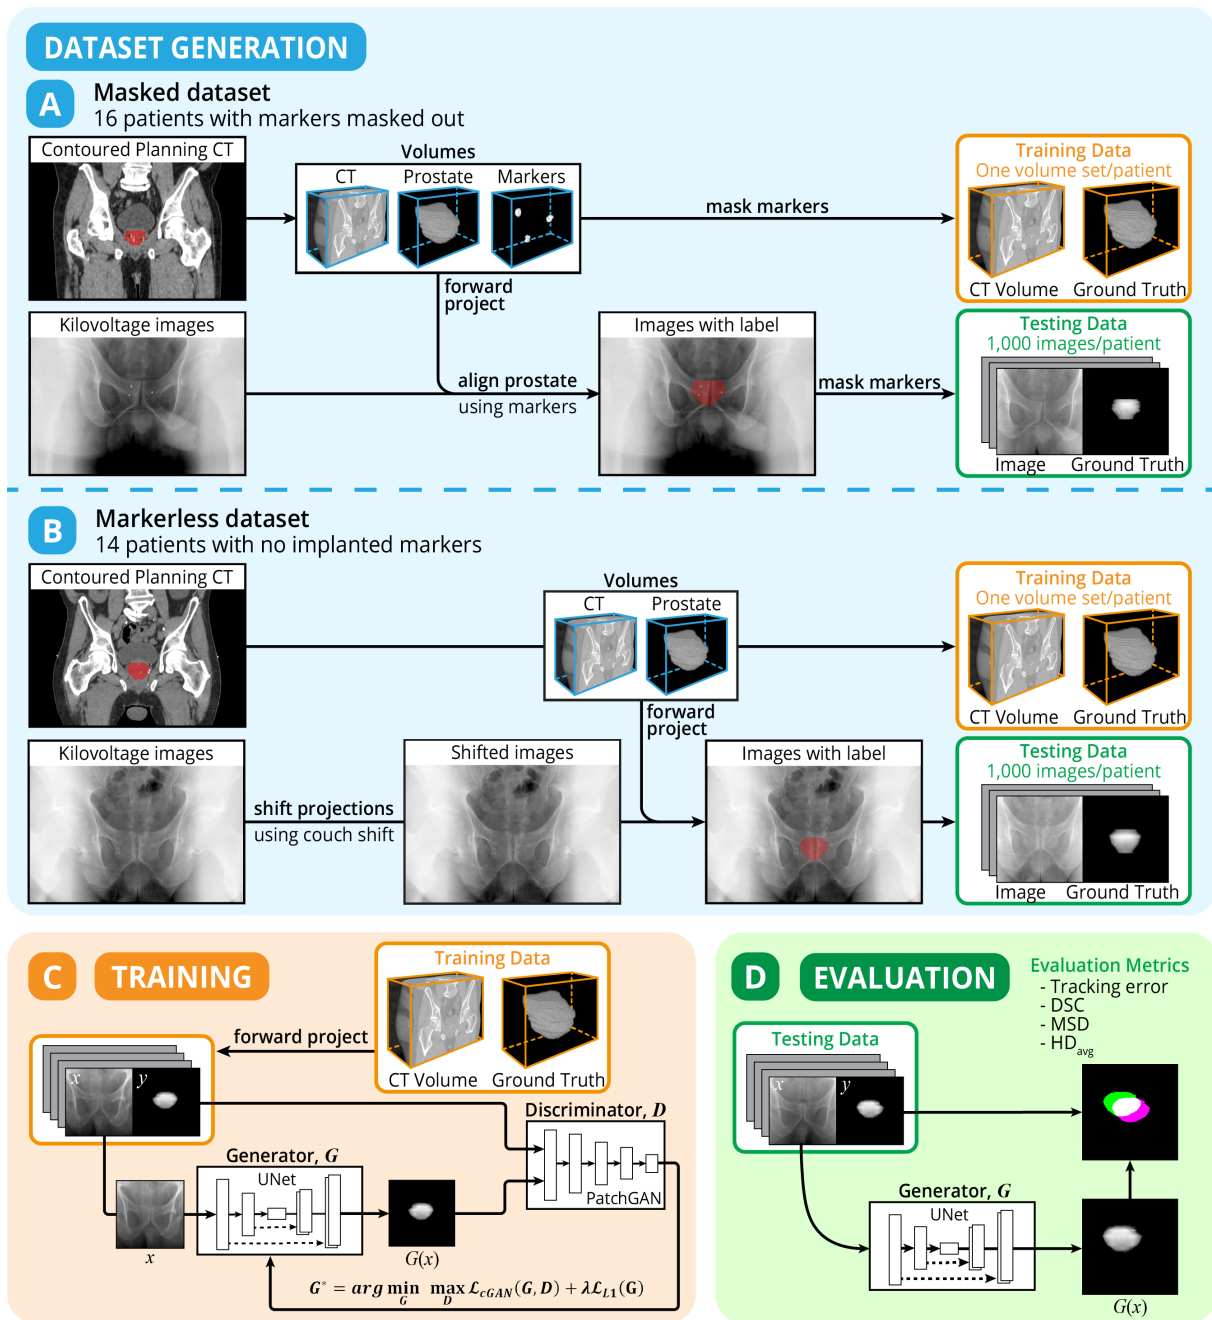 DATASET GENERATION
A
Masked dataset
16 patients with markers masked out
Contoured Planning CT
Volumes
CT
Prostate
Markers
mask markers
Training Data
One volume set/patient
CT Volume
Ground Truth
forward
project
Kilovoltage images
align prostate
using markers
Images with label
mask markers
Testing Data
1,000 images/patient
Image
Ground Truth
B
Markerless dataset
14 patients with no implanted markers
Contoured Planning CT
Volumes
CT
Prostate
Training Data
One volume set/patient
CT Volume
Ground Truth
forward
project
Kilovoltage images
shift projections
using couch shift
Shifted images
Images with label
Testing Data
1,000 images/patient
Image
Ground Truth
C
TRAINING
Training Data
CT Volume
Ground Truth
forward project
x
y
Discriminator, D
PatchGAN
Generator, G
UNet
x
G(x)
G* = arg min max ℒcGAN(G, D) + λℒL1(G)
G
D
D
EVALUATION
Evaluation Metrics
- Tracking error
- DSC
- MSD
- HDavg
Testing Data
x
y
Generator, G
UNet
G(x)